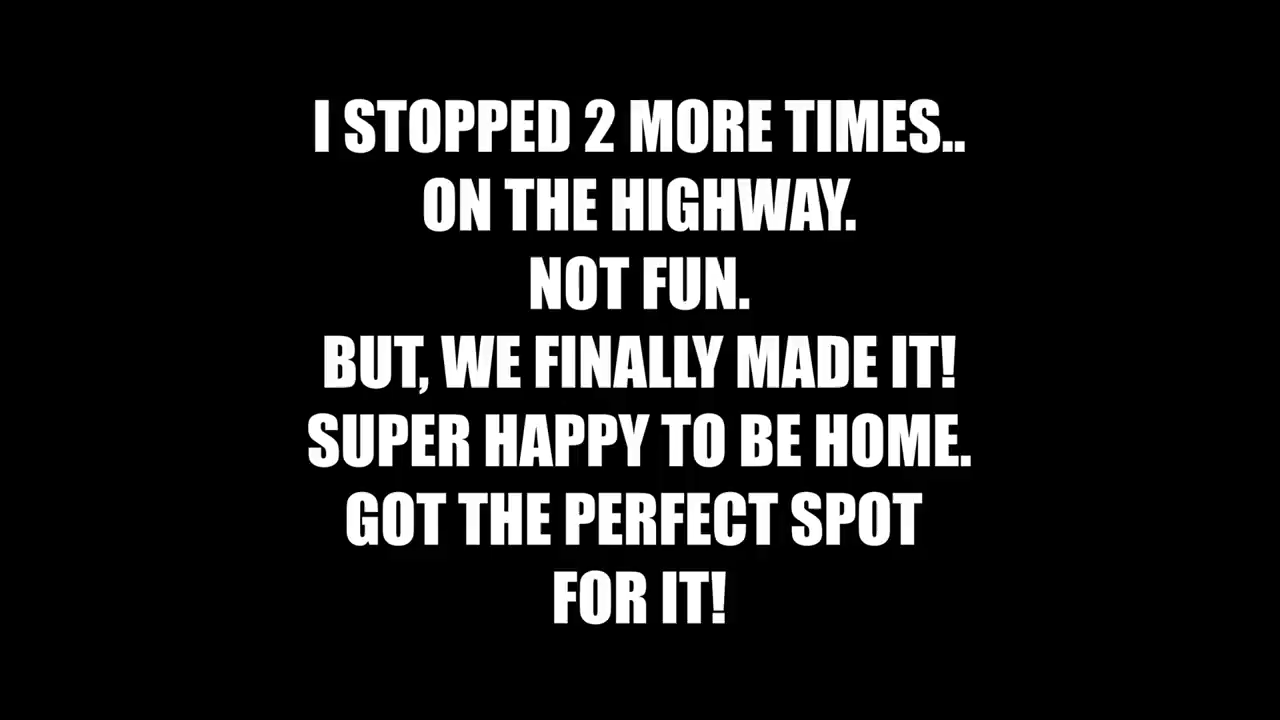 I STOPPED 2 MORE TIMES..
ON THE HIGHWAY.
NOT FUN.
BUT, WE FINALLY MADE IT!
SUPER HAPPY TO BE HOME.
GOT THE PERFECT SPOT
FOR IT!